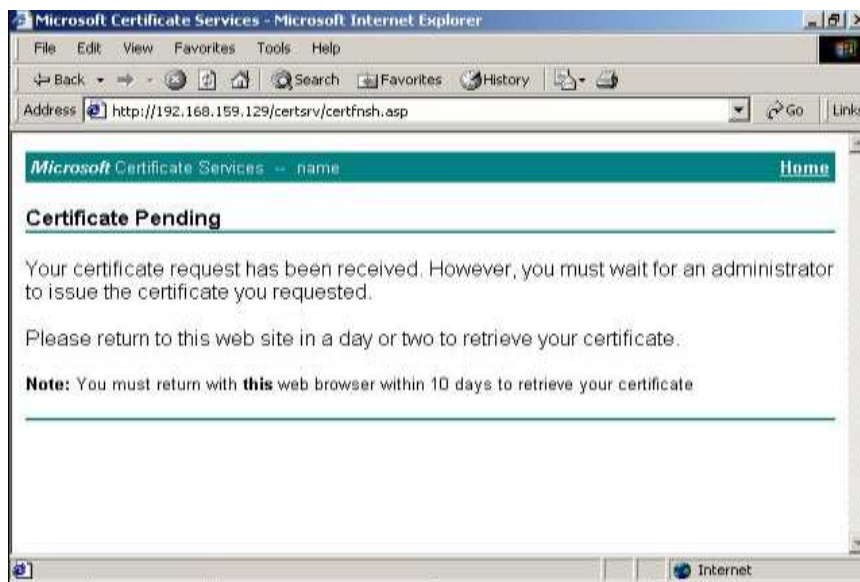 Microsoft Certificate Services - Microsoft Internet Explorer
File Edit View Favorites Tools Help
Back Search Favorites History
Address http://192.168.159.129/certsrv/certfnsh.asp Go Links
Microsoft Certificate Services -- name Home
Certificate Pending
Your certificate request has been received. However, you must wait for an administrator
to issue the certificate you requested.
Please return to this web site in a day or two to retrieve your certificate.
Note: You must return with this web browser within 10 days to retrieve your certificate
Internet